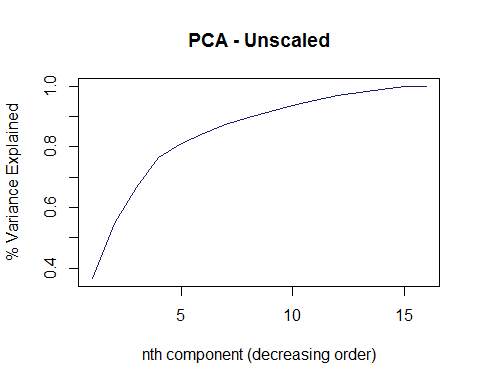 PCA - Unscaled
% Variance Explained
1.0
0.8
0.6
0.4
5 10 15
nth component (decreasing order)